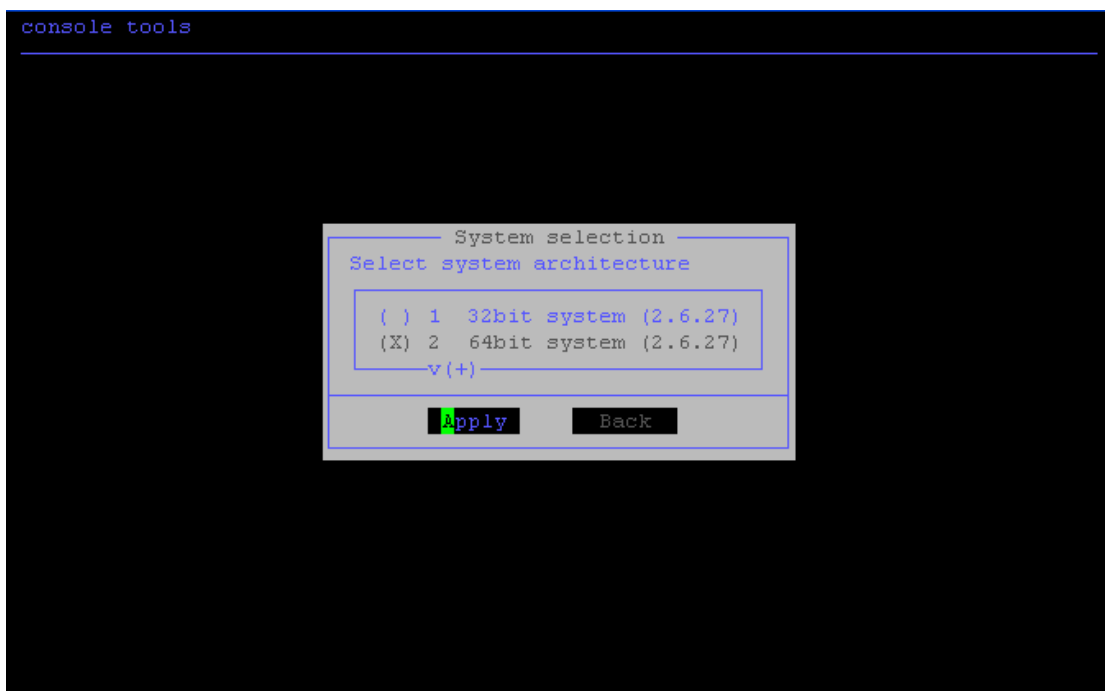 console tools
System selection
Select system architecture
( ) 1 32bit system (2.6.27)
(X) 2 64bit system (2.6.27)
v(+)
Apply Back